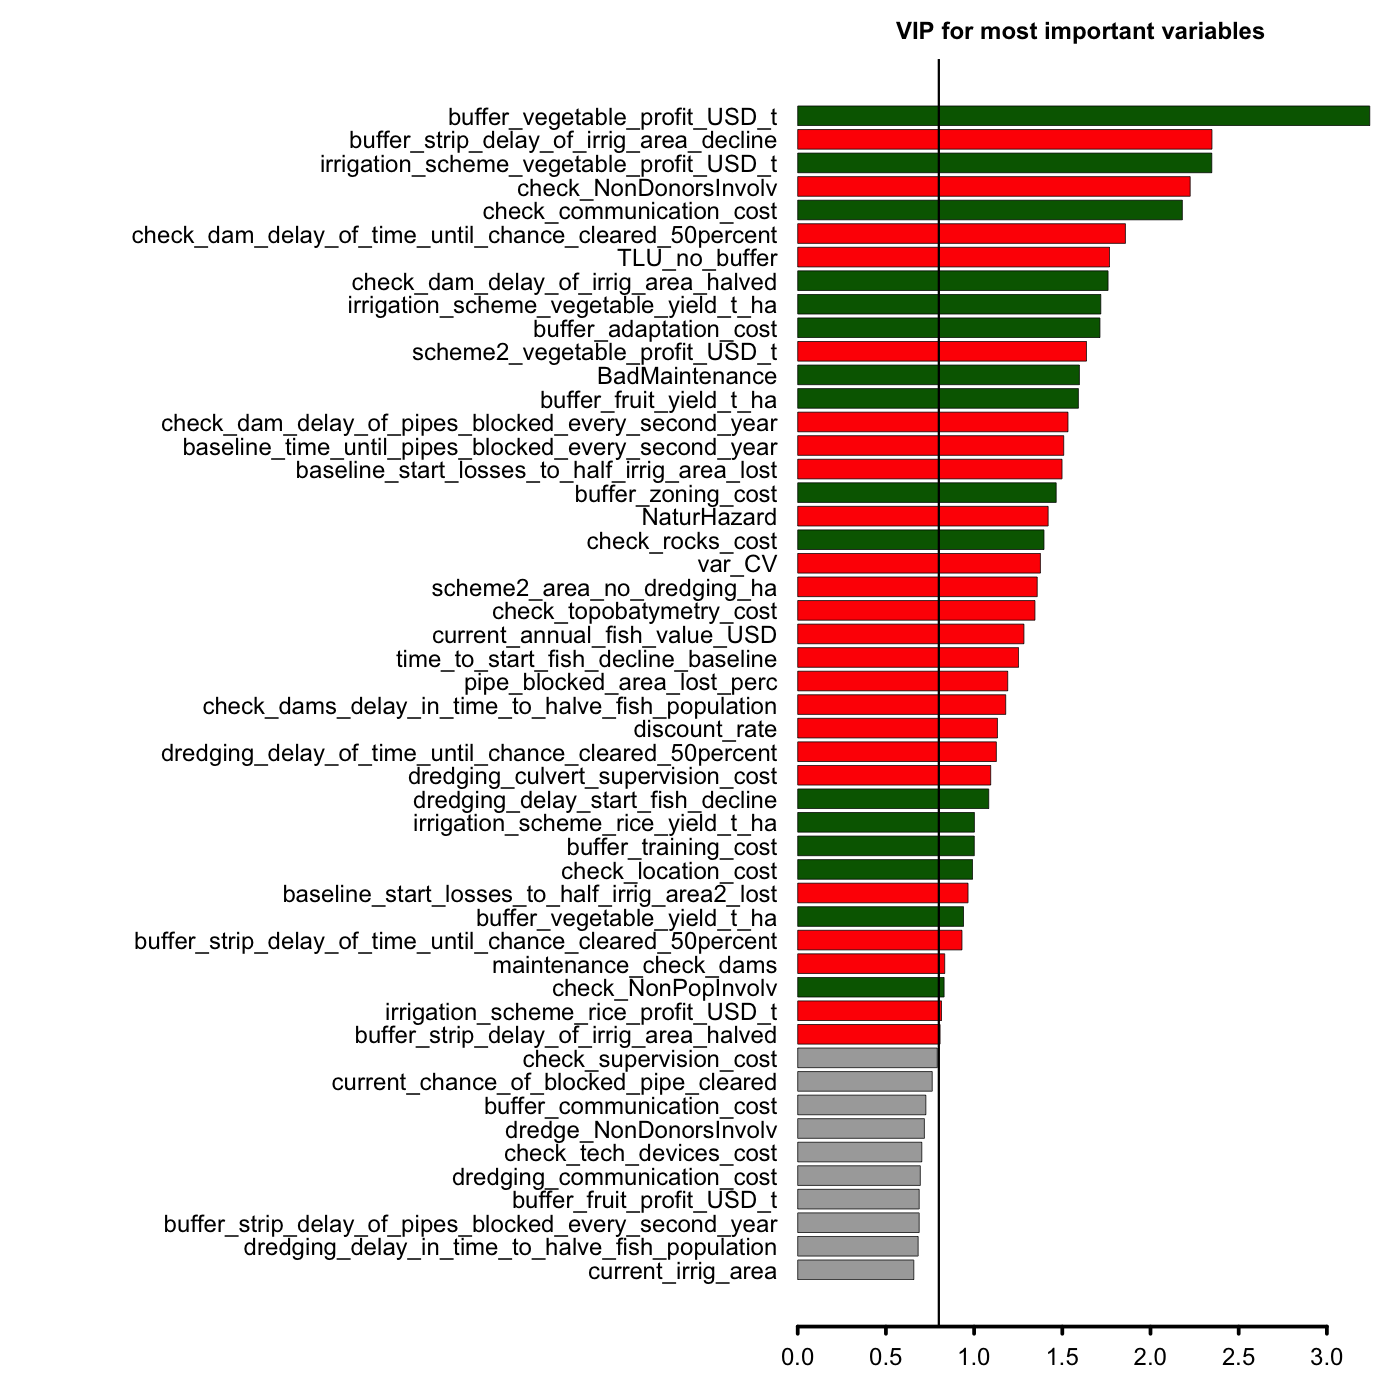 VIP for most important variables
buffer_vegetable_profit_USD_t
buffer_strip_delay_of_irrig_area_decline
irrigation_scheme_vegetable_profit_USD_t
check_NonDonorsInvolv
check_communication_cost
check_dam_delay_of_time_until_chance_cleared_50percent
TLU_no_buffer
check_dam_delay_of_irrig_area_halved
irrigation_scheme_vegetable_yield_t_ha
buffer_adaptation_cost
scheme2_vegetable_profit_USD_t
BadMaintenance
buffer_fruit_yield_t_ha
check_dam_delay_of_pipes_blocked_every_second_year
baseline_time_until_pipes_blocked_every_second_year
baseline_start_losses_to_half_irrig_area_lost
buffer_zoning_cost
NaturHazard
check_rocks_cost
var_CV
scheme2_area_no_dredging_ha
check_topobatymetry_cost
current_annual_fish_value_USD
time_to_start_fish_decline_baseline
pipe_blocked_area_lost_perc
check_dams_delay_in_time_to_halve_fish_population
discount_rate
dredging_delay_of_time_until_chance_cleared_50percent
dredging_culvert_supervision_cost
dredging_delay_start_fish_decline
irrigation_scheme_rice_yield_t_ha
buffer_training_cost
check_location_cost
baseline_start_losses_to_half_irrig_area2_lost
buffer_vegetable_yield_t_ha
buffer_strip_delay_of_time_until_chance_cleared_50percent
maintenance_check_dams
check_NonPopInvolv
irrigation_scheme_rice_profit_USD_t
buffer_strip_delay_of_irrig_area_halved
check_supervision_cost
current_chance_of_blocked_pipe_cleared
buffer_communication_cost
dredge_NonDonorsInvolv
check_tech_devices_cost
dredging_communication_cost
buffer_fruit_profit_USD_t
buffer_strip_delay_of_pipes_blocked_every_second_year
dredging_delay_in_time_to_halve_fish_population
current_irrig_area
0.0 0.5 1.0 1.5 2.0 2.5 3.0